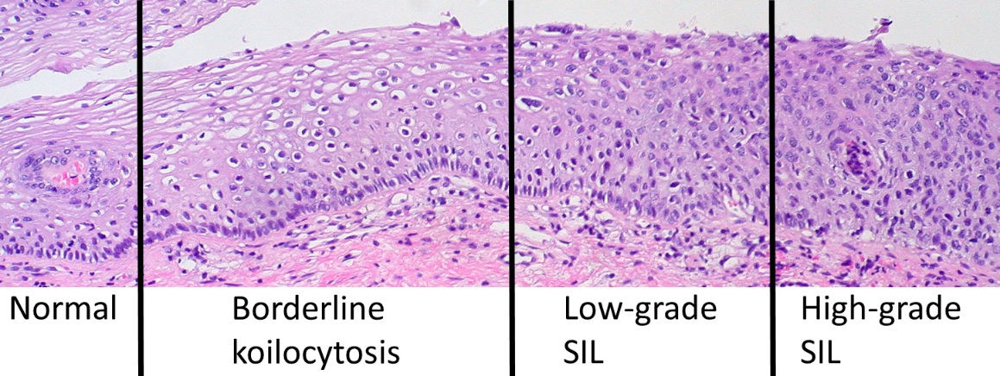 Normal
Borderline
koilocytosis
Low-grade
SIL
High-grade
SIL